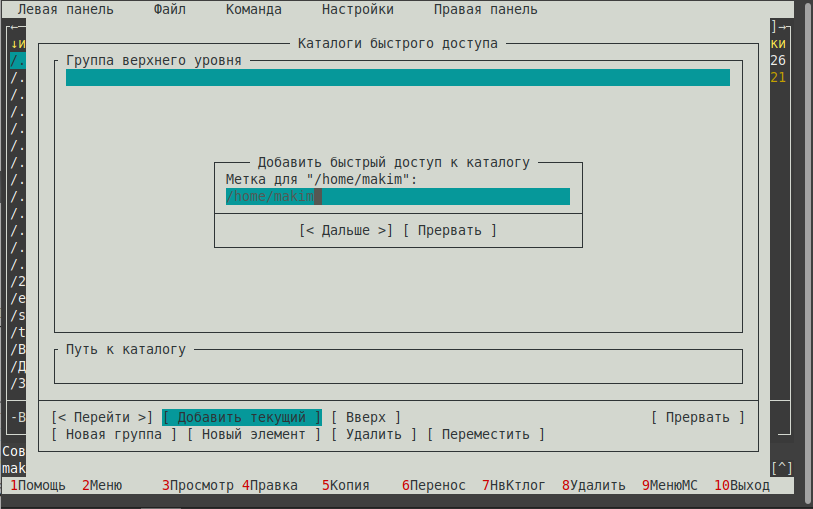 Левая панель Файл Команда Настройки Правая панель
Каталоги быстрого доступа
↓и ки
Группа верхнего уровня
/. 26
/. 21
/.
/.
/.
/.
Добавить быстрый доступ к каталогу
/.
Метка для "/home/makim":
/.
/home/makim
/.
/.
[< Дальше >] [ Прервать ]
/.
/.
/.
/2
/e
/s
/t
Путь к каталогу
/В
/Д
/З
[< Перейти >] [ Добавить текущий ] [ Вверх ] [ Прервать ]
-В
[ Новая группа ] [ Новый элемент ] [ Удалить ] [ Переместить ]
Сов
mak [^]
1Помощь 2Меню 3Просмотр 4Правка 5Копия 6Перенос 7НвКтлог 8Удалить 9МенюMC 10Выход